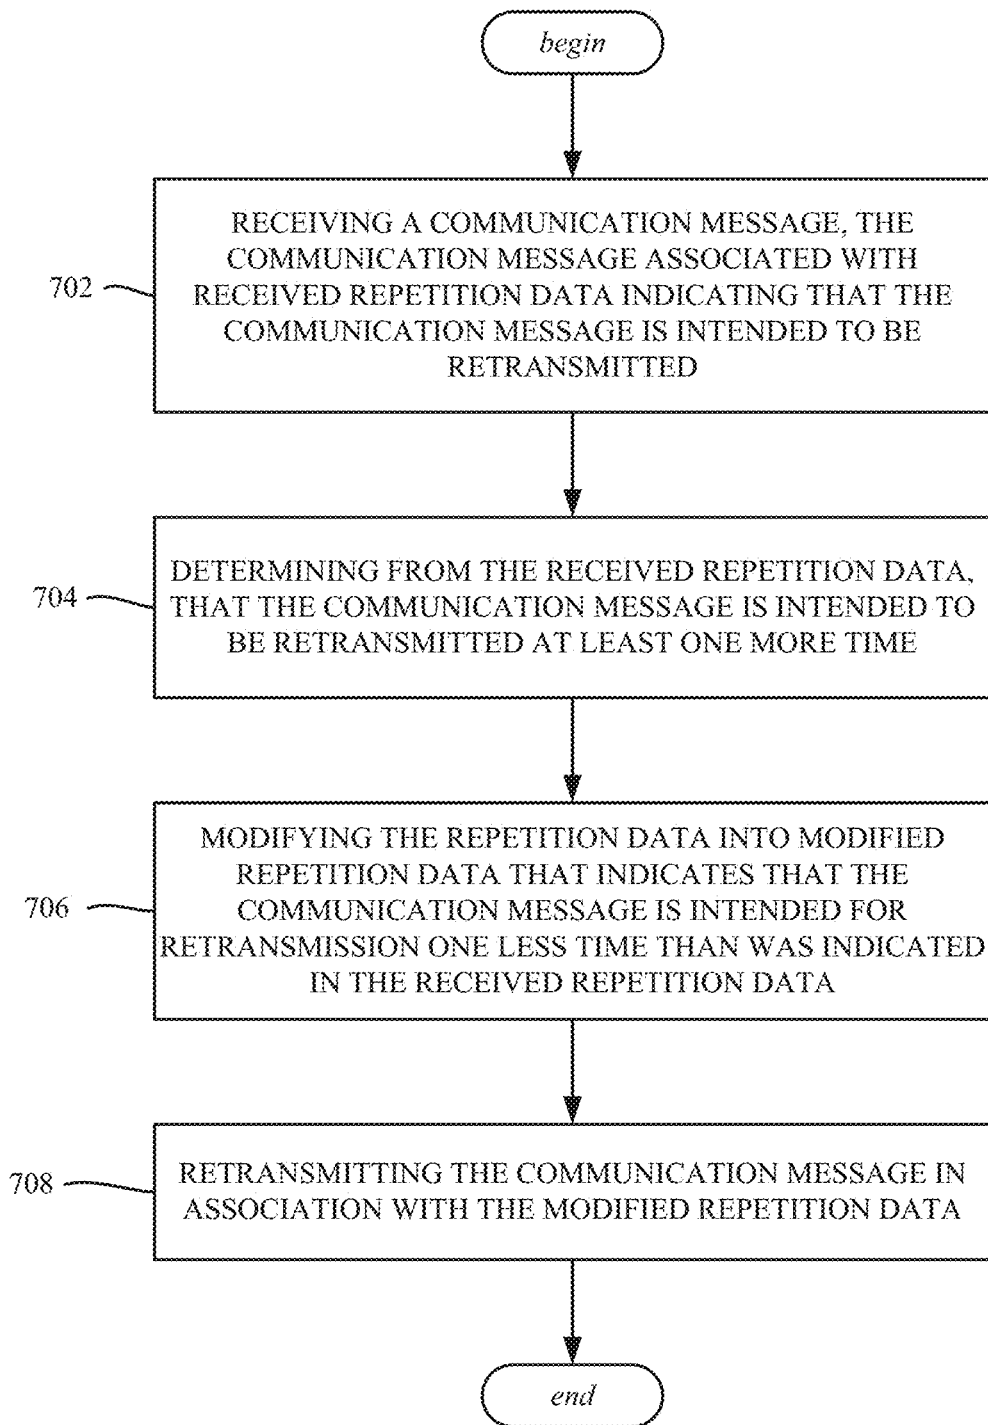 begin
702
RECEIVING A COMMUNICATION MESSAGE, THE
COMMUNICATION MESSAGE ASSOCIATED WITH
RECEIVED REPETITION DATA INDICATING THAT THE
COMMUNICATION MESSAGE IS INTENDED TO BE
RETRANSMITTED
704
DETERMINING FROM THE RECEIVED REPETITION DATA,
THAT THE COMMUNICATION MESSAGE IS INTENDED TO
BE RETRANSMITTED AT LEAST ONE MORE TIME
706
MODIFYING THE REPETITION DATA INTO MODIFIED
REPETITION DATA THAT INDICATES THAT THE
COMMUNICATION MESSAGE IS INTENDED FOR
RETRANSMISSION ONE LESS TIME THAN WAS INDICATED
IN THE RECEIVED REPETITION DATA
708
RETRANSMITTING THE COMMUNICATION MESSAGE IN
ASSOCIATION WITH THE MODIFIED REPETITION DATA
end